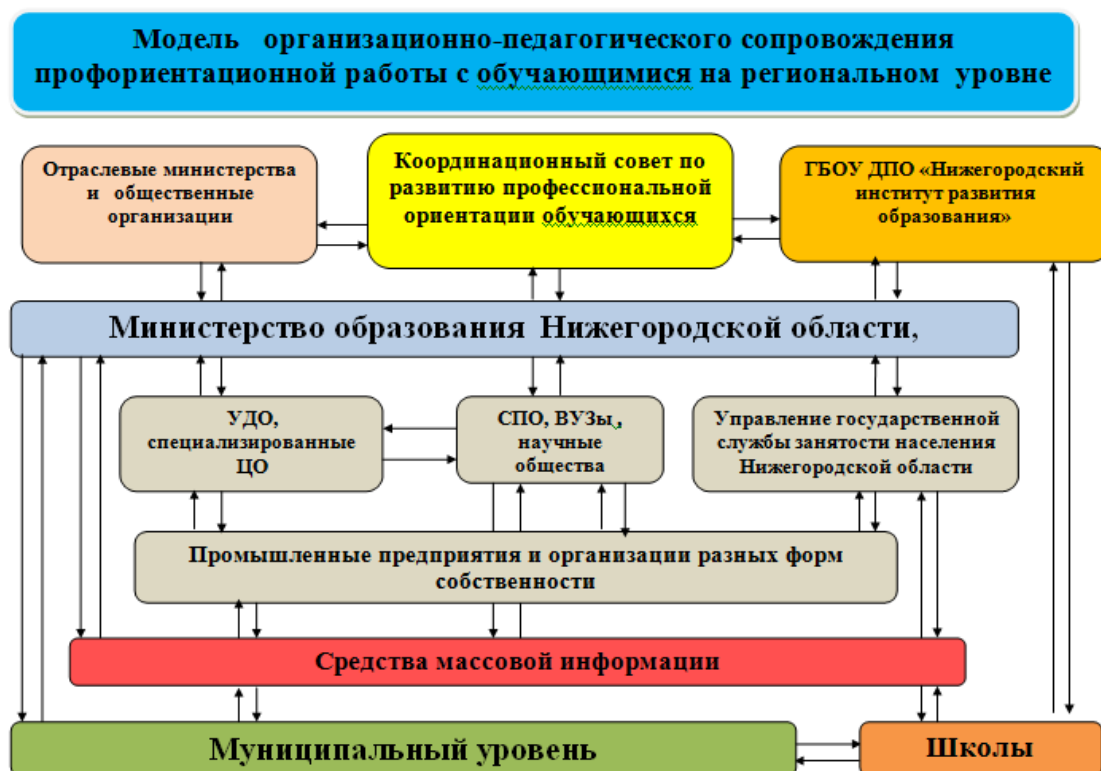 Модель организационно-педагогического сопровождения
профориентационной работы с обучающимися на региональном уровне
Отраслевые министерства
и общественные
организации
Координационный совет по
развитию профессиональной
ориентации обучающихся
ГБОУ ДПО «Нижегородский
институт развития
образования»
Министерство образования Нижегородской области,
УДО,
специализированные
ЦО
СПО, ВУЗы,
научные
общества
Управление государственной
службы занятости населения
Нижегородской области
Промышленные предприятия и организации разных форм
собственности
Средства массовой информации
Муниципальный уровень
Школы